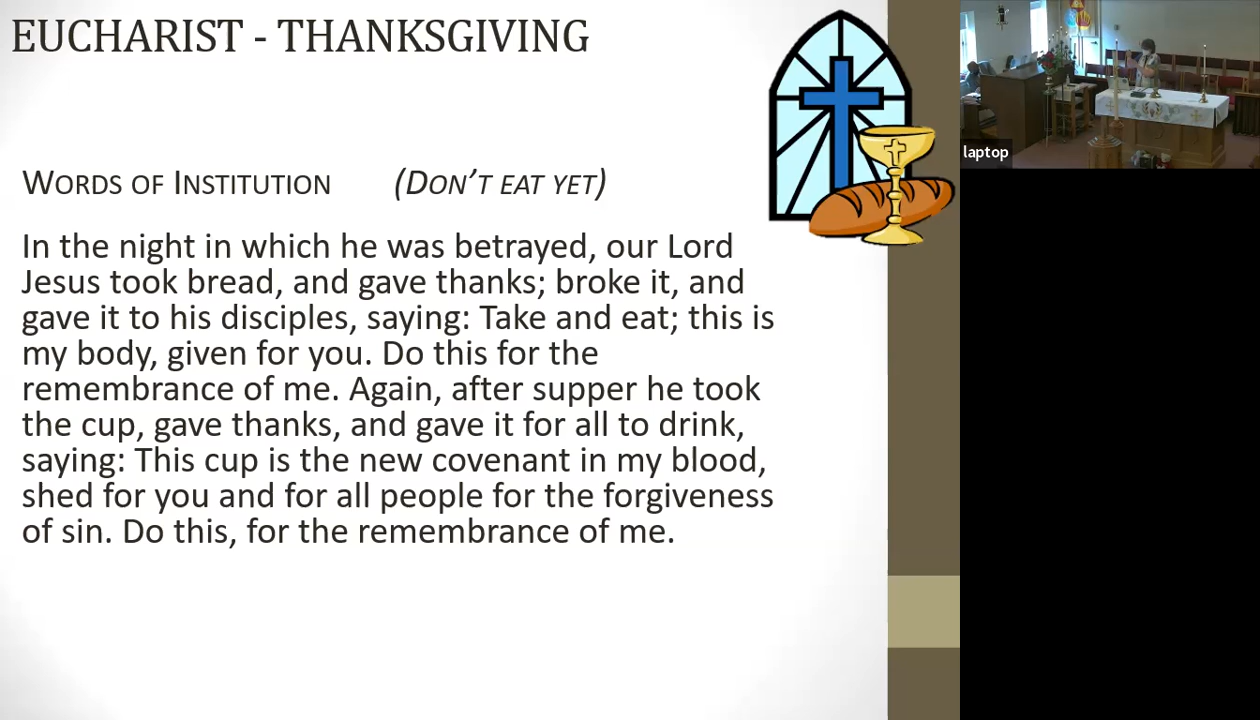 EUCHARIST - THANKSGIVING
WORDS OF INSTITUTION (DON'T EAT YET)
In the night in which he was betrayed, our Lord
Jesus took bread, and gave thanks; broke it, and
gave it to his disciples, saying: Take and eat; this is
my body, given for you. Do this for the
remembrance of me. Again, after supper he took
the cup, gave thanks, and gave it for all to drink,
saying: This cup is the new covenant in my blood,
shed for you and for all people for the forgiveness
of sin. Do this, for the remembrance of me.
laptop